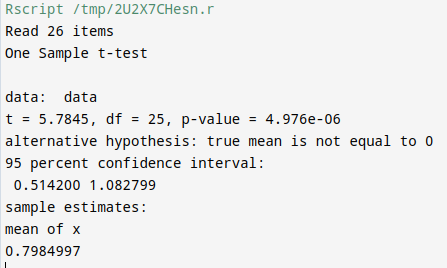 Rscript /tmp/2U2X7CHesn.r
Read 26 items
One Sample t-test
data:  data
t = 5.7845, df = 25, p-value = 4.976e-06
alternative hypothesis: true mean is not equal to 0
95 percent confidence interval:
 0.514200 1.082799
sample estimates:
mean of x
0.7984997